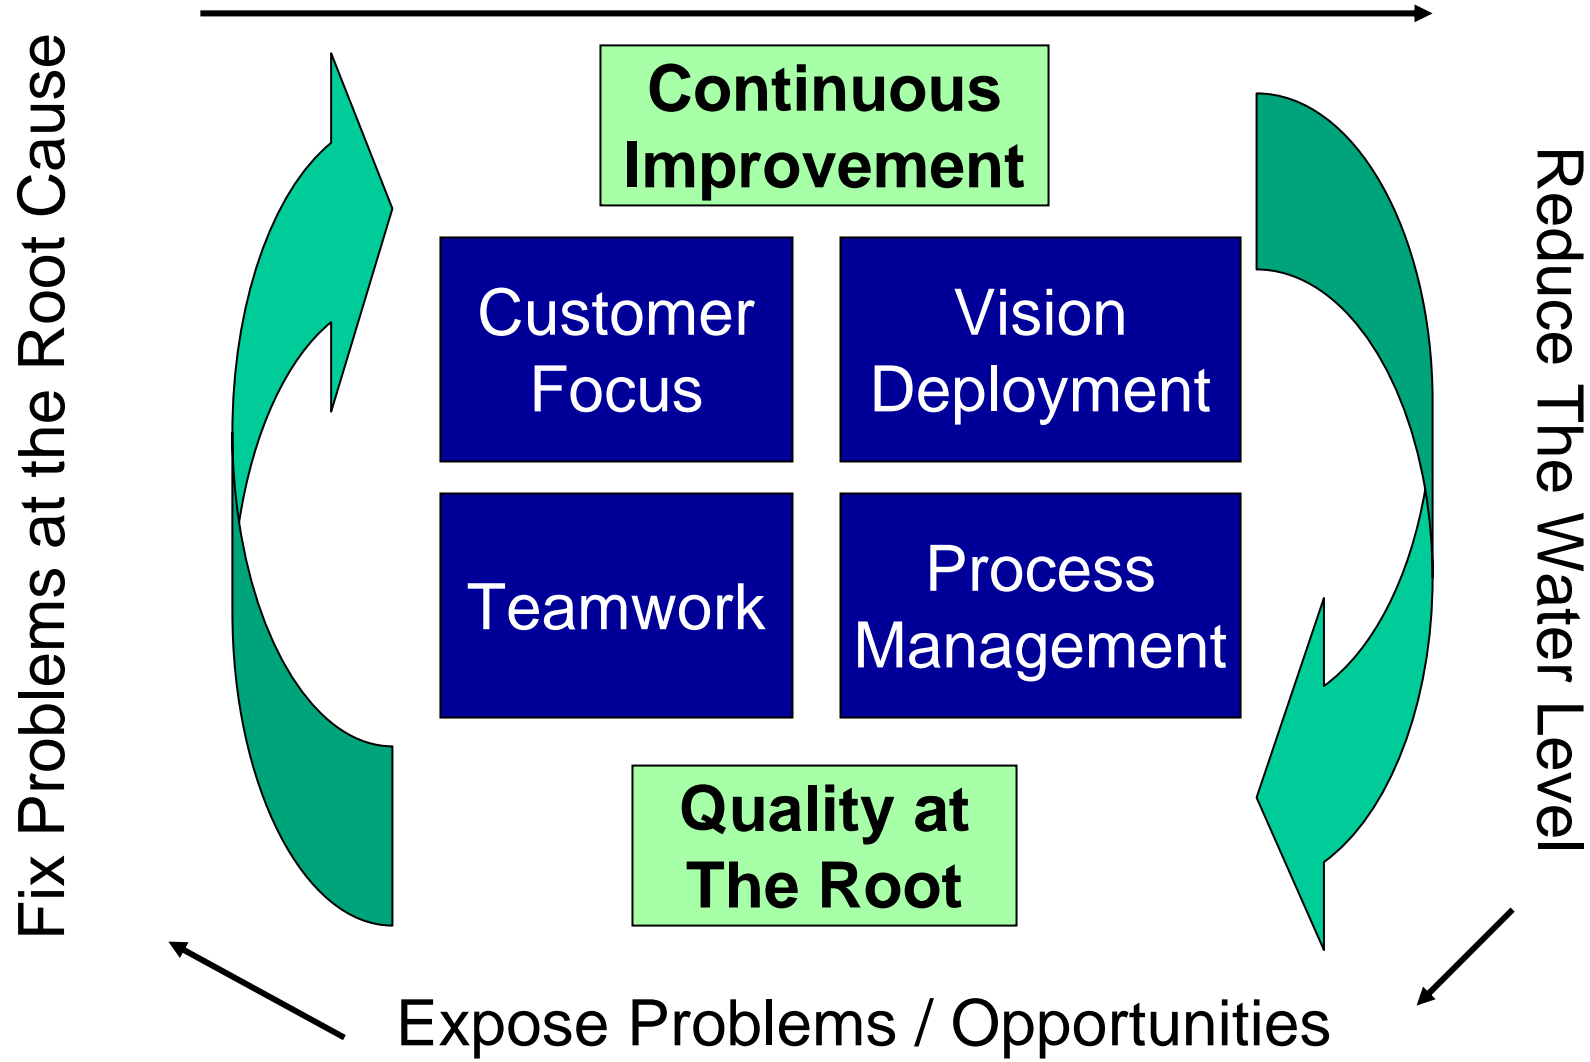 Continuous
Improvement
Fix Problems at the Root Cause
Customer
Focus
Vision
Deployment
Reduce The Water Level
Teamwork
Process
Management
Quality at
The Root
Expose Problems / Opportunities